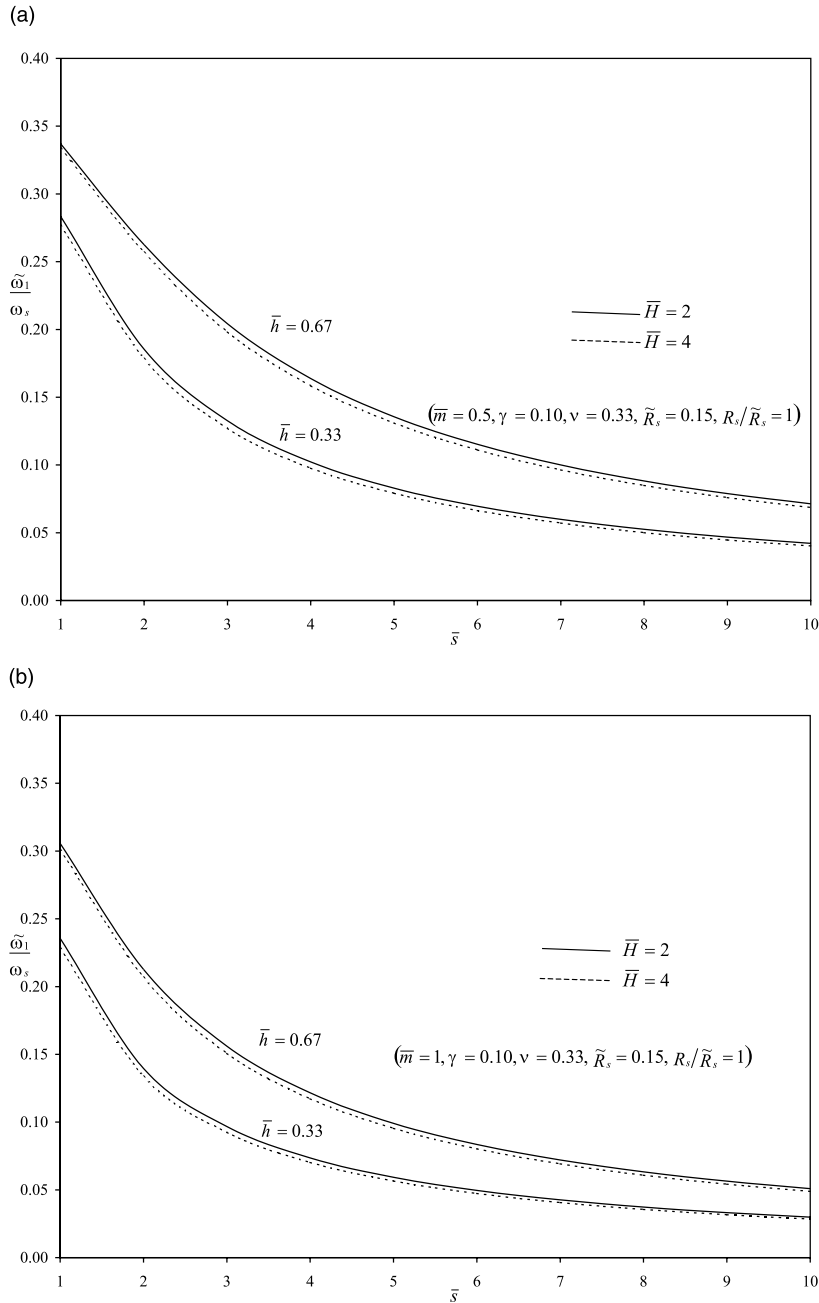 (a)
0.40
0.35
0.30
0.25
0.20
0.15
0.10
0.05
0.00
ω̃₁
ωₛ
h̄ = 0.67
h̄ = 0.33
H̄ = 2
H̄ = 4
(m̄ = 0.5, γ = 0.10, ν = 0.33, R̃ₛ = 0.15, Rₛ/R̃ₛ = 1)
1 2 3 4 5 6 7 8 9 10
s̄
(b)
0.40
0.35
0.30
0.25
0.20
0.15
0.10
0.05
0.00
ω̃₁
ωₛ
h̄ = 0.67
h̄ = 0.33
H̄ = 2
H̄ = 4
(m̄ = 1, γ = 0.10, ν = 0.33, R̃ₛ = 0.15, Rₛ/R̃ₛ = 1)
1 2 3 4 5 6 7 8 9 10
s̄